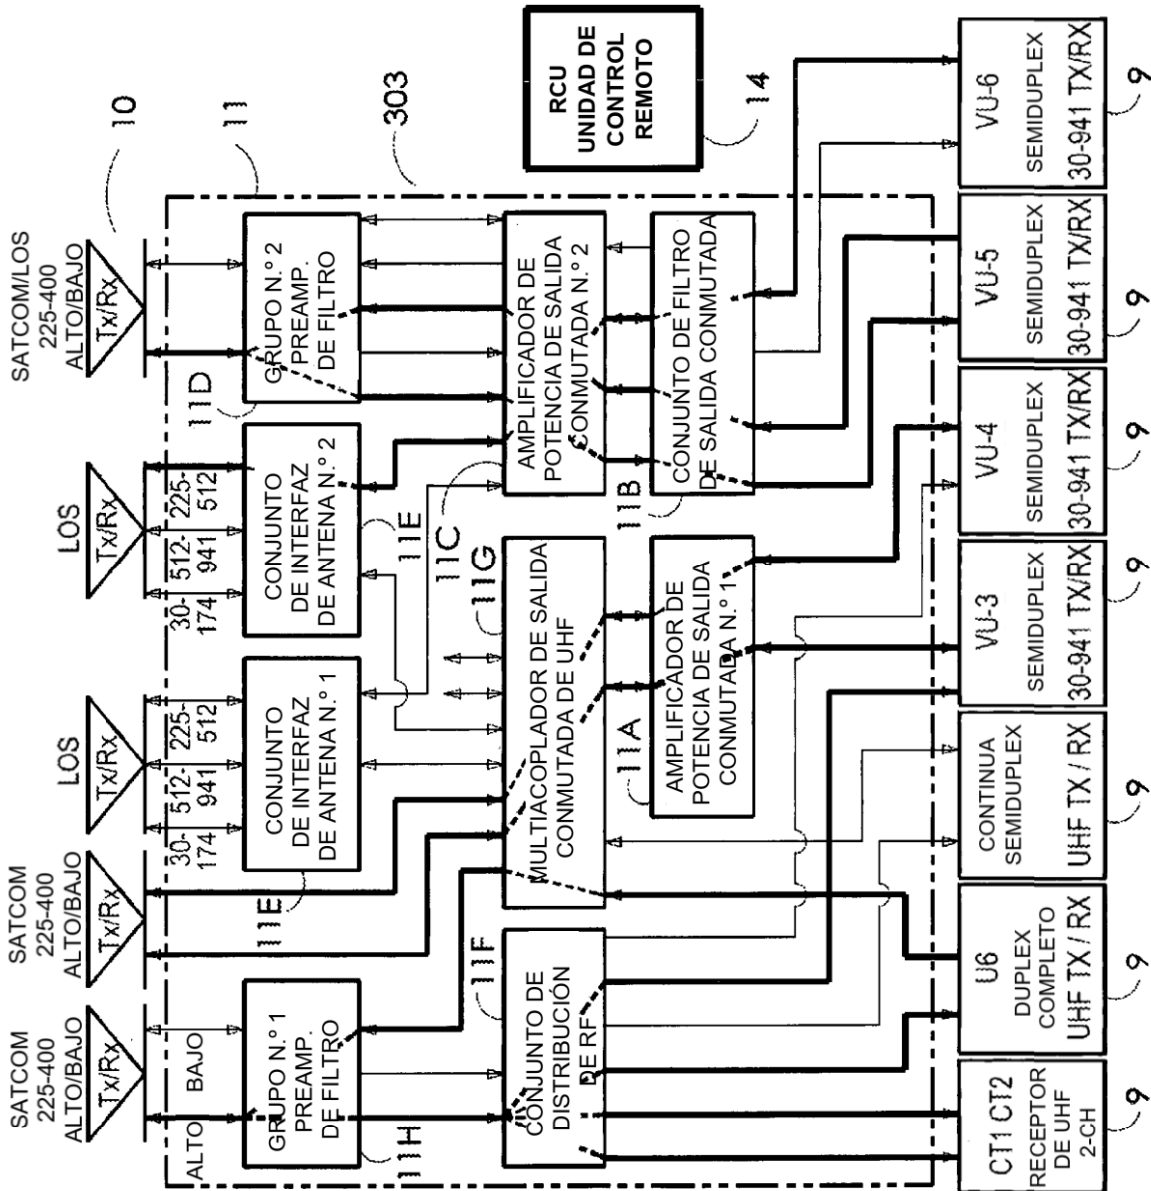 SATCOM
225-400
ALTO/BAJO
Tx/Rx
SATCOM
225-400
ALTO/BAJO
Tx/Rx
LOS
Tx/Rx
LOS
Tx/Rx
SATCOM/LOS
225-400
ALTO/BAJO
Tx/Rx
10
11
303
RCU
UNIDAD DE
CONTROL
REMOTO
14
ALTO
BAJO
30-
174
512-
941
225-
512
30-
174
512-
941
225-
512
GRUPO N.º 1
PREAMP.
DE FILTRO
11H
CONJUNTO
DE INTERFAZ
DE ANTENA N.º 1
11E
CONJUNTO
DE INTERFAZ
DE ANTENA N.º 2
11E
GRUPO N.º 2
PREAMP.
DE FILTRO
11D
CONJUNTO DE
DISTRIBUCIÓN
DE RF
11F
MULTIACOPLADOR DE SALIDA
CONMUTADA DE UHF
11G
AMPLIFICADOR DE
POTENCIA DE SALIDA
CONMUTADA N.º 2
11C
AMPLIFICADOR DE
POTENCIA DE SALIDA
CONMUTADA N.º 1
11A
CONJUNTO DE FILTRO
DE SALIDA CONMUTADA
11B
CT1 CT2
RECEPTOR
DE UHF
2-CH
9
U6
DUPLEX
COMPLETO
UHF TX / RX
9
CONTINUA
SEMIDUPLEX
UHF TX / RX
9
VU-3
SEMIDUPLEX
30-941 TX/RX
9
VU-4
SEMIDUPLEX
30-941 TX/RX
9
VU-5
SEMIDUPLEX
30-941 TX/RX
9
VU-6
SEMIDUPLEX
30-941 TX/RX
9